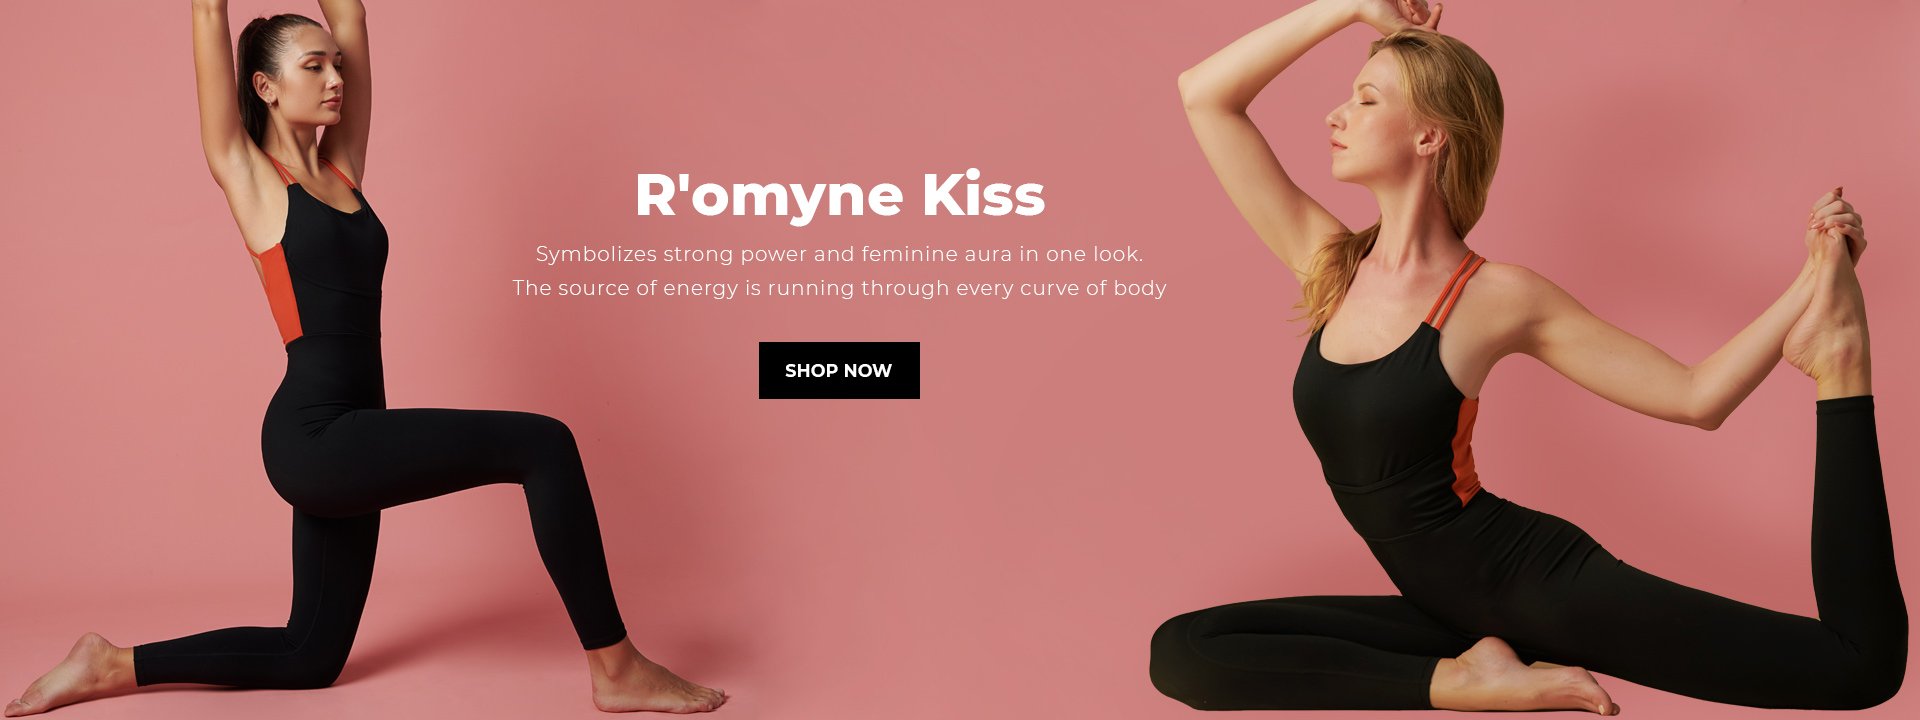 R'omyne Kiss
Symbolizes strong power and feminine aura in one look.
The source of energy is running through every curve of body
SHOP NOW